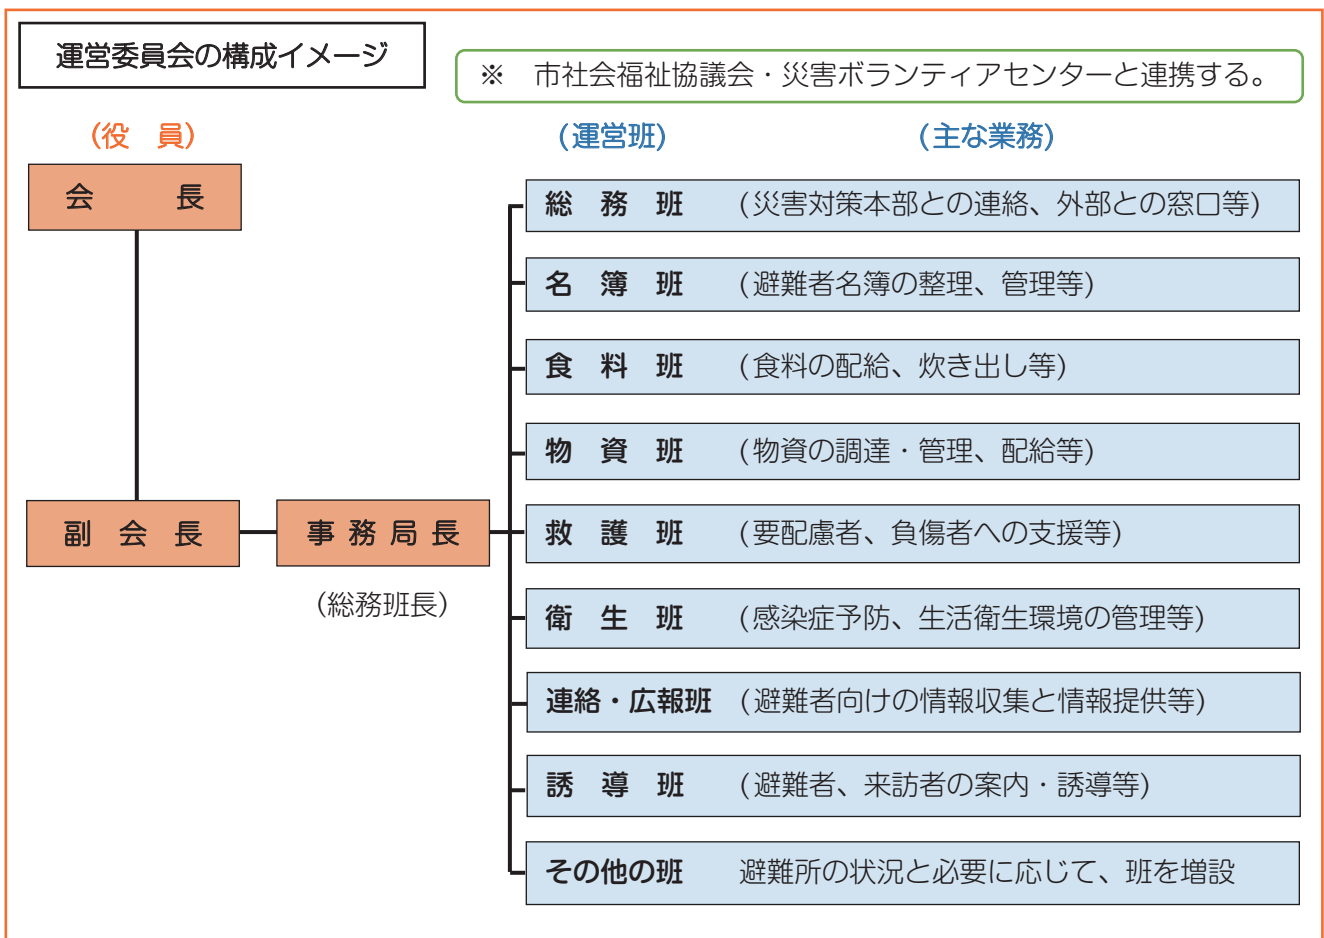 運営委員会の構成イメージ
※　市社会福祉協議会・災害ボランティアセンターと連携する。
(役　員)
(運営班)
(主な業務)
会　　長
総　務　班　(災害対策本部との連絡、外部との窓口等)
名　簿　班　(避難者名簿の整理、管理等)
食　料　班　(食料の配給、炊き出し等)
物　資　班　(物資の調達・管理、配給等)
副　会　長
事 務 局 長
(総務班長)
救　護　班　(要配慮者、負傷者への支援等)
衛　生　班　(感染症予防、生活衛生環境の管理等)
連絡・広報班　(避難者向けの情報収集と情報提供等)
誘　導　班　(避難者、来訪者の案内・誘導等)
その他の班　避難所の状況と必要に応じて、班を増設